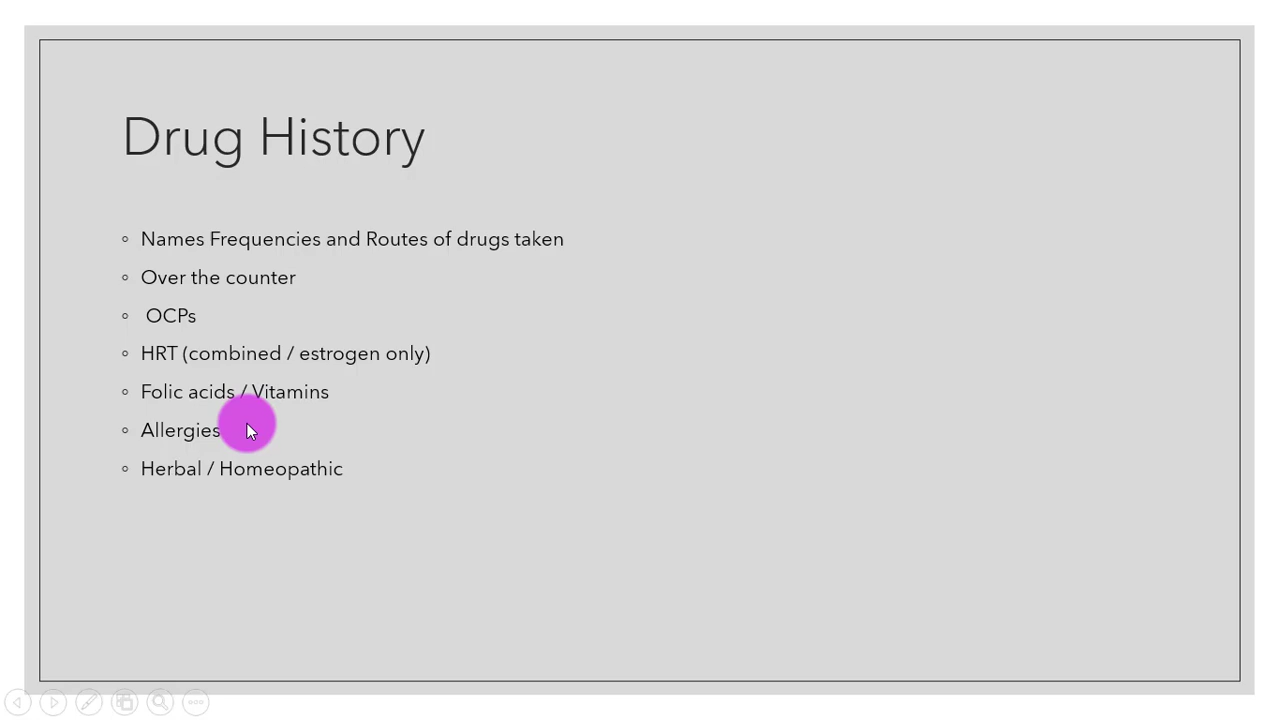 Drug History
Names Frequencies and Routes of drugs taken
Over the counter
OCPs
HRT (combined / estrogen only)
Folic acids / Vitamins
Allergies
Herbal / Homeopathic